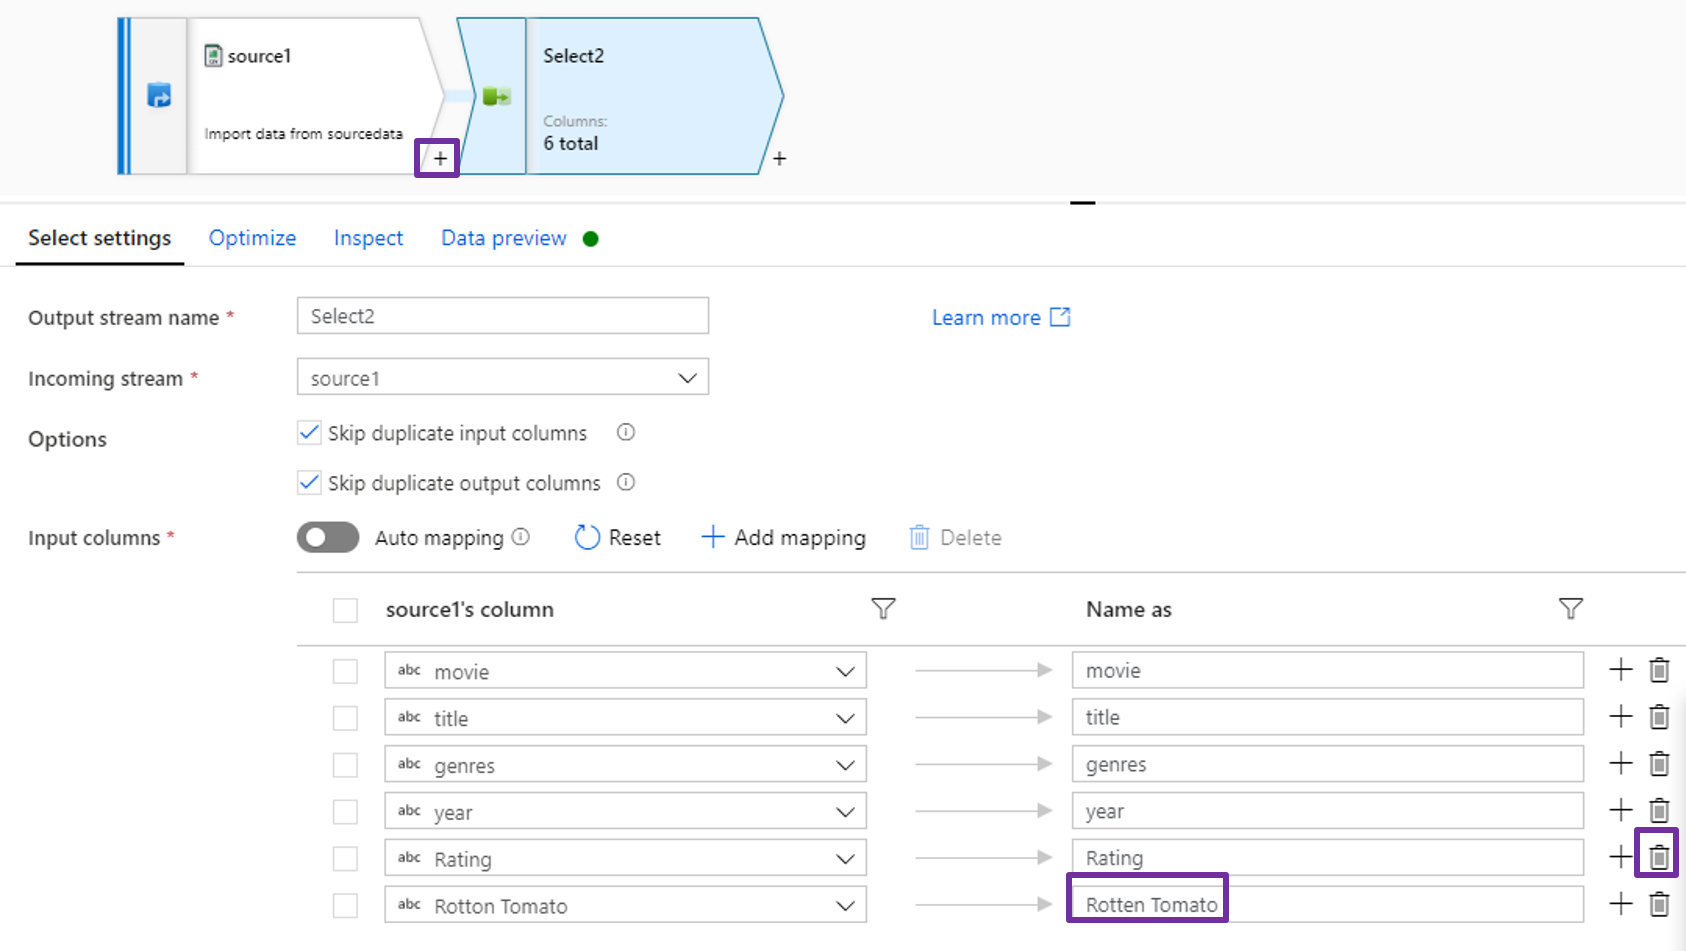 source1
Import data from sourcedata
+
Select2
Columns:
6 total
+
Select settings
Optimize
Inspect
Data preview
Output stream name *
Select2
Learn more
Incoming stream *
source1
Options
Skip duplicate input columns
Skip duplicate output columns
Input columns *
Auto mapping
Reset
Add mapping
Delete
source1's column
Name as
abc movie
movie
abc title
title
abc genres
genres
abc year
year
abc Rating
Rating
abc Rotton Tomato
Rotten Tomato